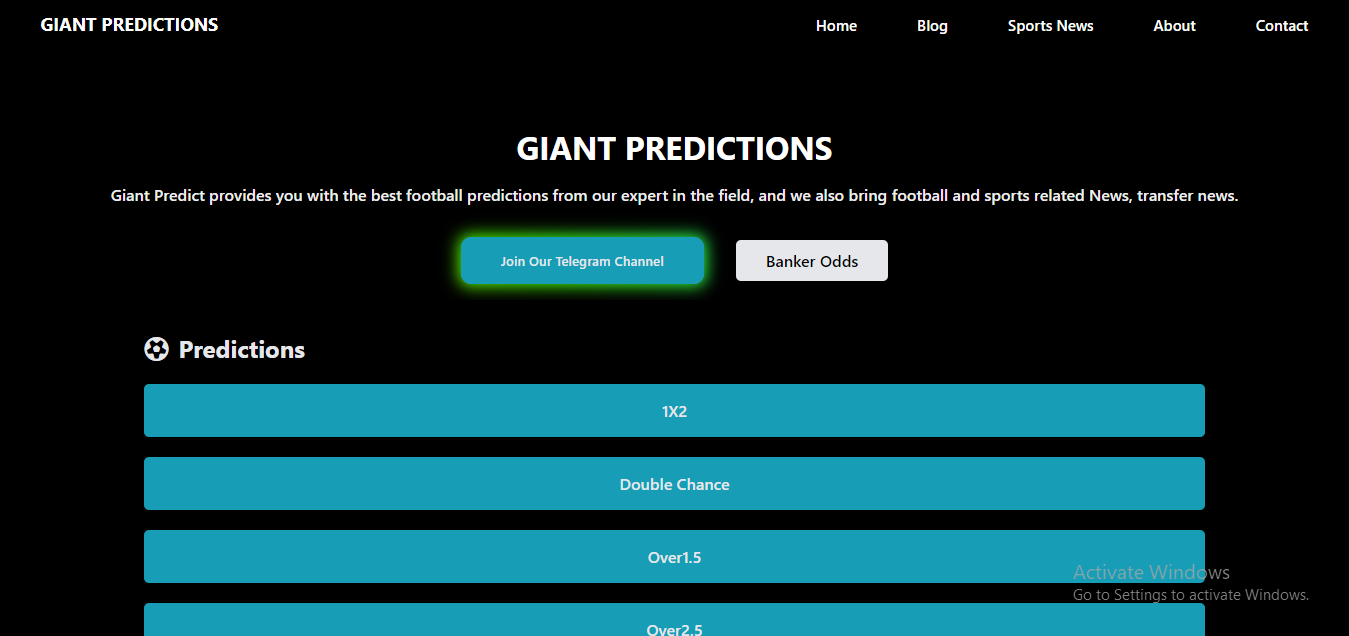 GIANT PREDICTIONS
Home
Blog
Sports News
About
Contact
GIANT PREDICTIONS
Giant Predict provides you with the best football predictions from our expert in the field, and we also bring football and sports related News, transfer news.
Join Our Telegram Channel
Banker Odds
Predictions
1X2
Double Chance
Over1.5
Over2.5
Activate Windows
Go to Settings to activate Windows.